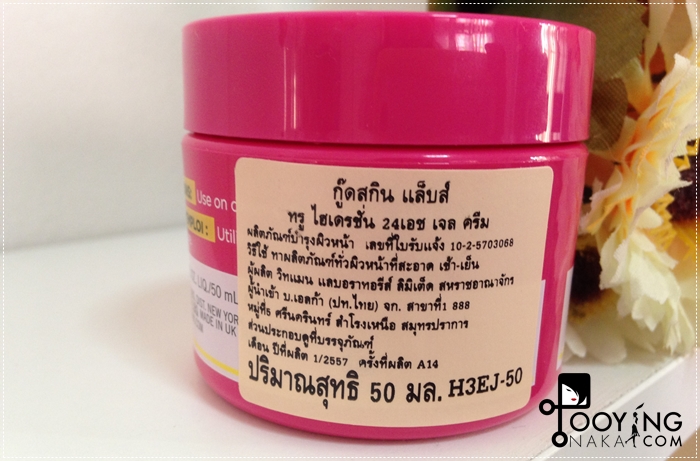 กู๊ดสกิน แล็บส์
ทรู ไฮเดรชั่น 24เอช เจล ครีม
ผลิตภัณฑ์บำรุงผิวหน้า เลขที่ใบรับแจ้ง 10-2-5703068
วิธีใช้ ทาผลิตภัณฑ์ทั่วผิวหน้าที่สะอาด เช้า-เย็น
ผู้ผลิต วิทแมน แลบอราทอรีส์ ลิมิเต็ด สหราชอาณาจักร
ผู้นำเข้า บ.เอลก้า (ปท.ไทย) จก. สาขาที่1 888
หมู่ที่5 ศรีนครินทร์ สำโรงเหนือ สมุทรปราการ
ส่วนประกอบดูที่บรรจุภัณฑ์
เดือน ปีที่ผลิต 1/2557 ครั้งที่ผลิต A14
ปริมาณสุทธิ 50 มล. H3EJ-50
Use on
PLOI : Util
LIQ./50 mL
NEW YOR
MADE IN UK
COM
TOOYING
NAKA.COM